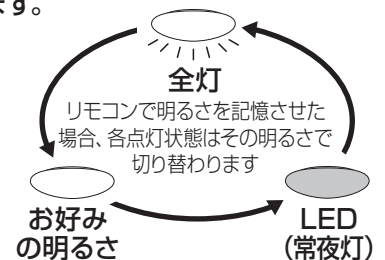 ます。
全灯
リモコンで明るさを記憶させた
場合、各点灯状態はその明るさで
切り替わります
お好み
の明るさ
LED
（常夜灯）